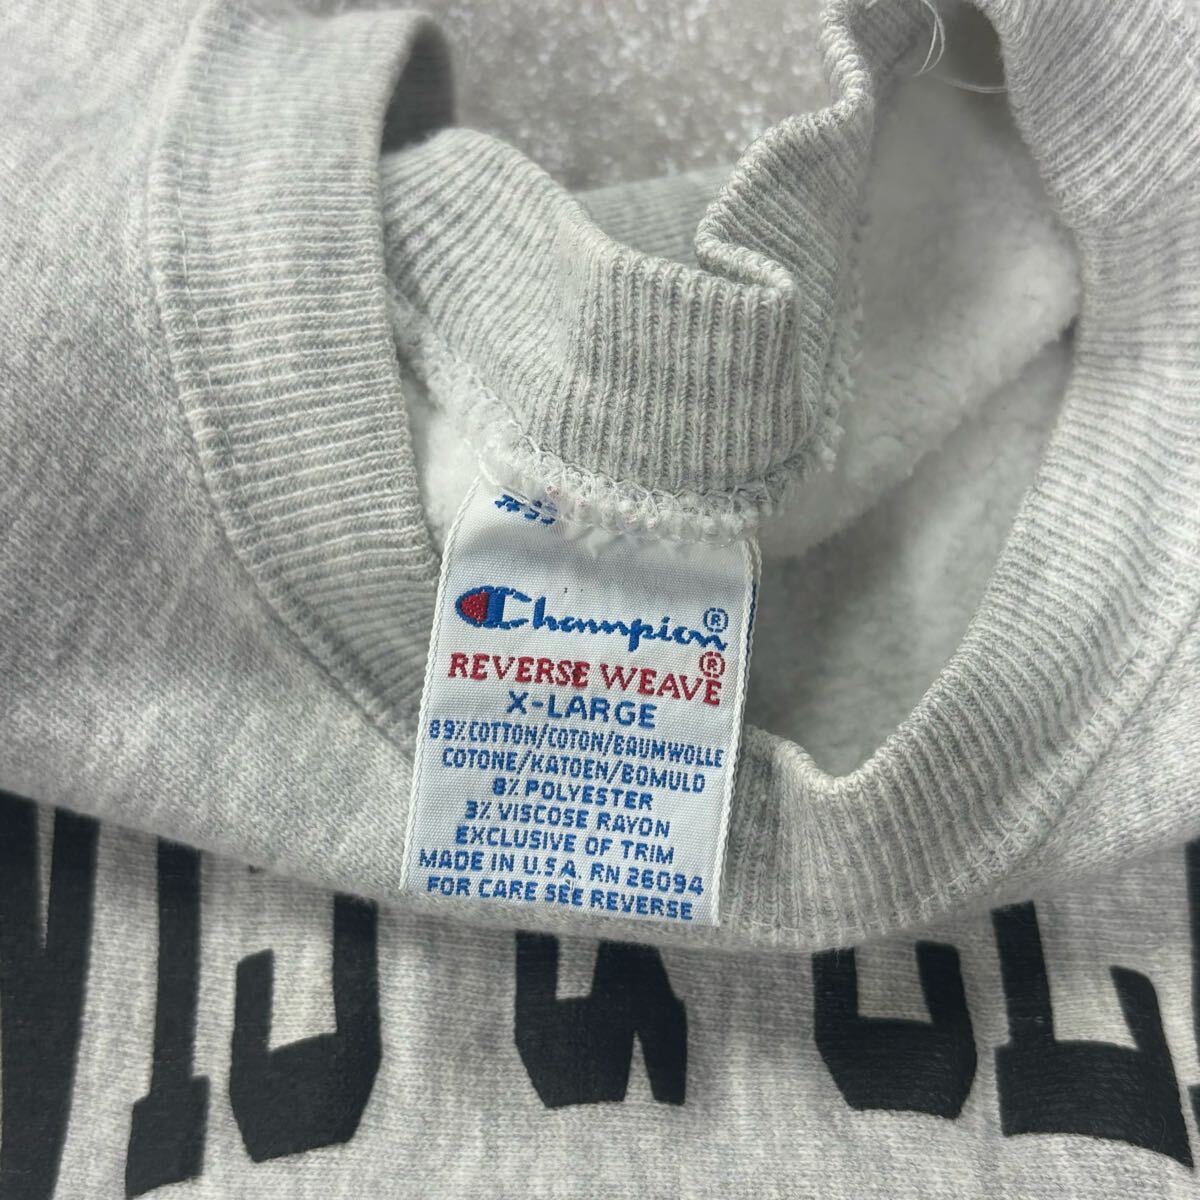 Champion®
REVERSE WEAVE®
X-LARGE
89% COTTON/COTON/BAUMWOLLE
COTONE/KATOEN/BOMULD
8% POLYESTER
3% VISCOSE RAYON
EXCLUSIVE OF TRIM
MADE IN U.S.A. RN 26094
FOR CARE SEE REVERSE